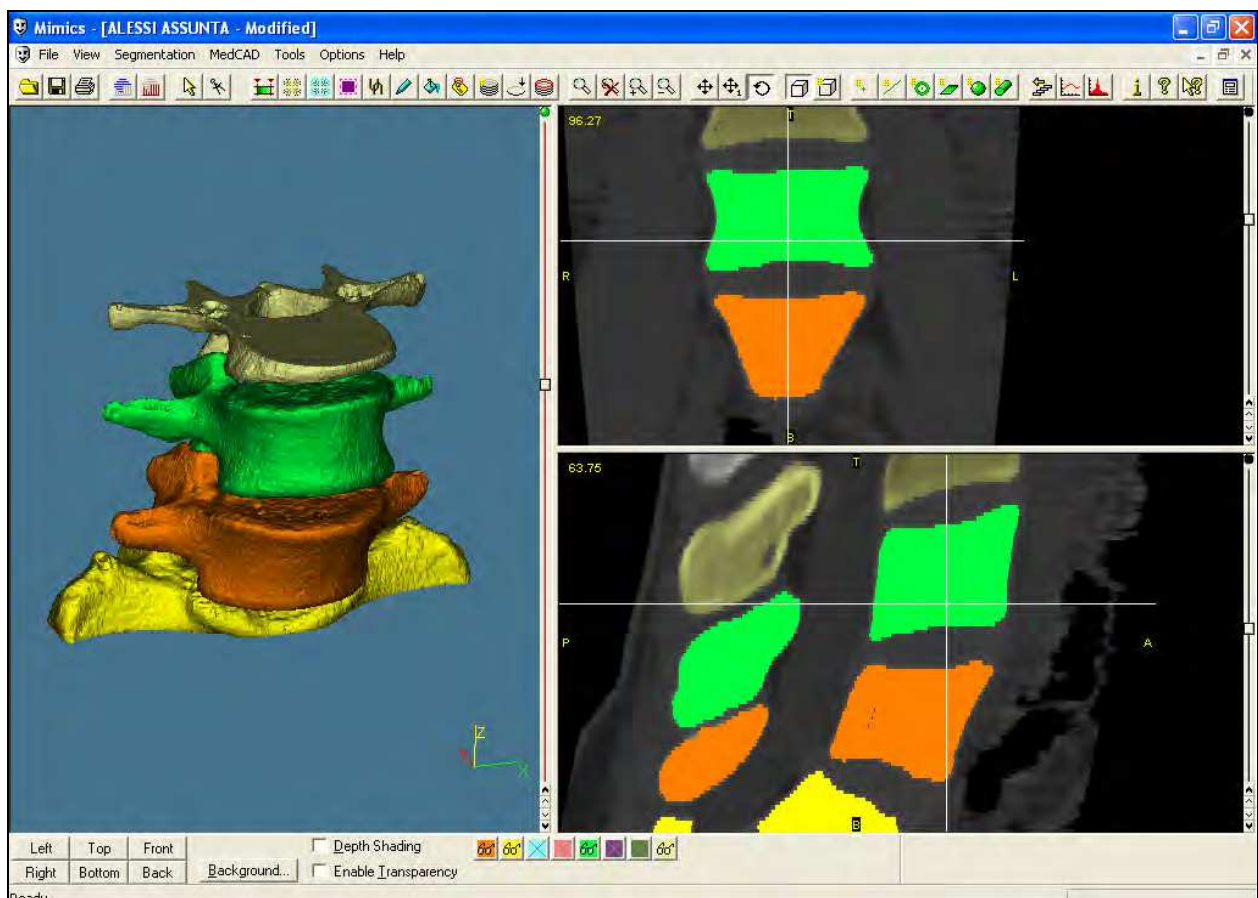 Mimics - [ALESSI ASSUNTA - Modified]
File View Segmentation MedCAD Tools Options Help
96.27
T
R
L
B
63.75
T
P
A
B
Z
X
Left Top Front
Right Bottom Back
Background...
Depth Shading
Enable Transparency
Ready